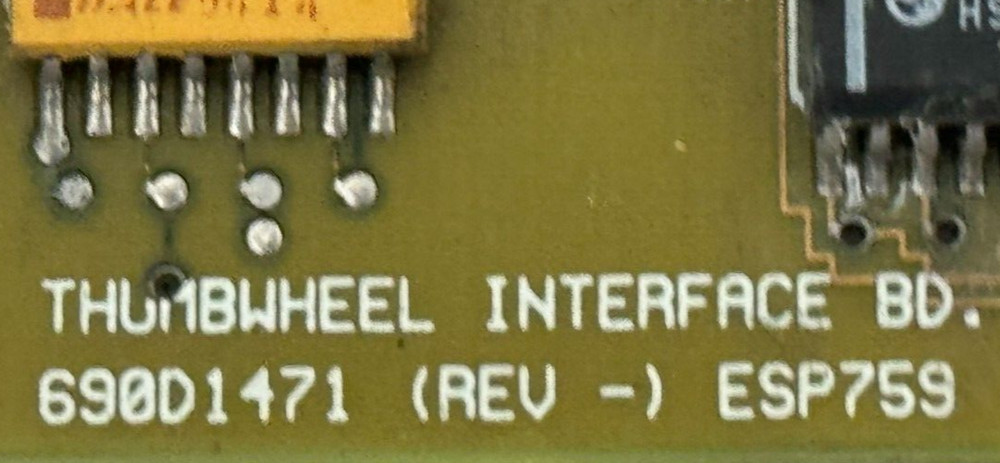 THUMBWHEEL INTERFACE BD.
690D1471 (REV -) ESP759